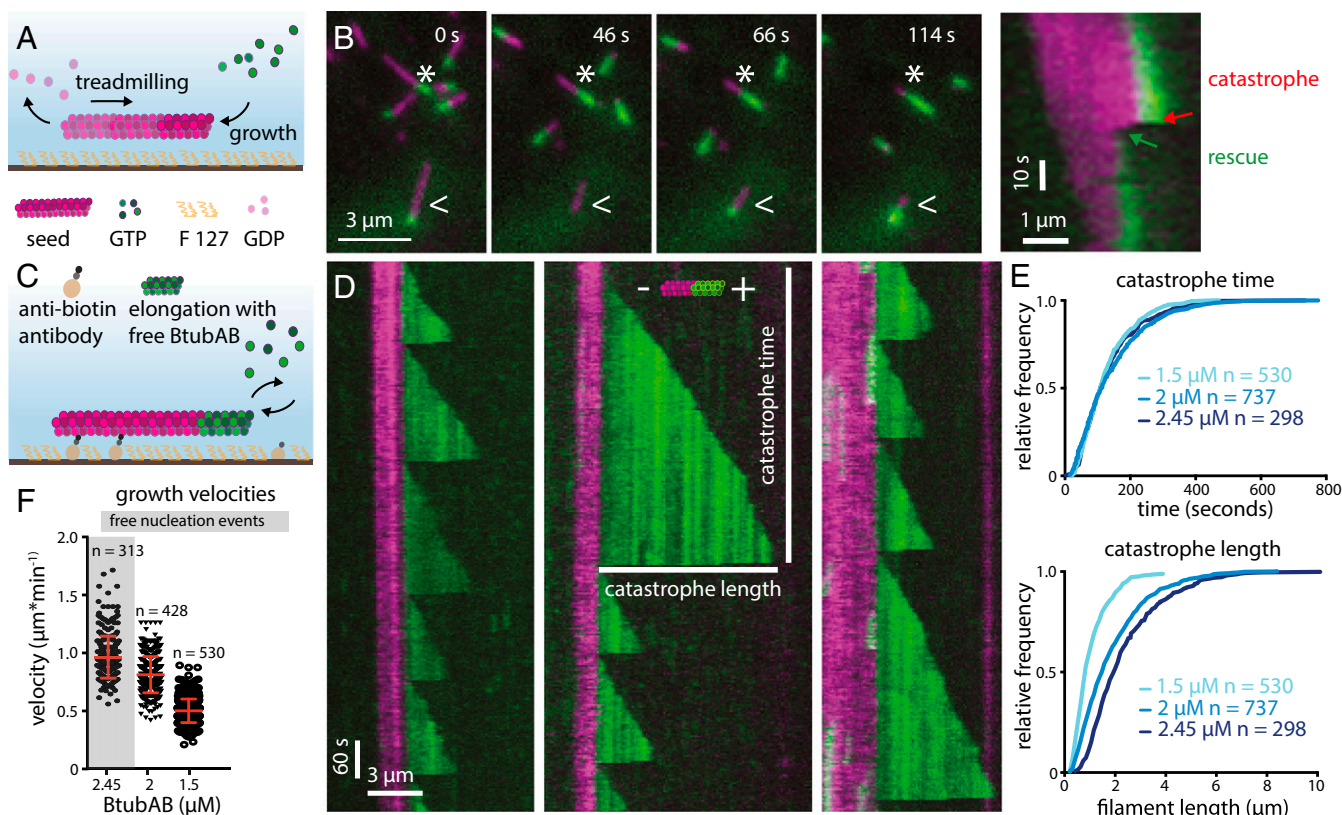 A
treadmilling
growth
seed
GTP
F 127
GDP
B
0 s
46 s
66 s
114 s
*
*
*
*
<
<
<
<
3 µm
catastrophe
rescue
10 s
1 µm
C
anti-biotin
antibody
elongation with
free BtubAB
D
- +
catastrophe time
catastrophe length
60 s
3 µm
E
catastrophe time
relative frequency
1.0
0.5
0
1.5 µM n = 530
2 µM n = 737
2.45 µM n = 298
0 200 400 600 800
time (seconds)
catastrophe length
relative frequency
1.0
0.5
0
1.5 µM n = 530
2 µM n = 737
2.45 µM n = 298
0 2 4 6 8 10
filament length (µm)
F
growth velocities
free nucleation events
velocity (µm*min⁻¹)
2.0
1.5
1.0
0.5
0
n = 313
n = 428
n = 530
2.45 2 1.5
BtubAB (µM)